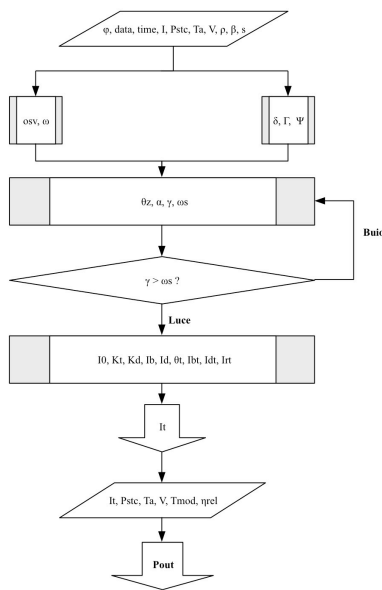 φ, data, time, I, Pstc, Ta, V, ρ, β, s
osv, ω
δ, Γ, Ψ
θz, α, γ, ωs
Buio
γ > ωs ?
Luce
I0, Kt, Kd, Ib, Id, θt, Ibt, Idt, Irt
It
It, Pstc, Ta, V, Tmod, ηrel
Pout